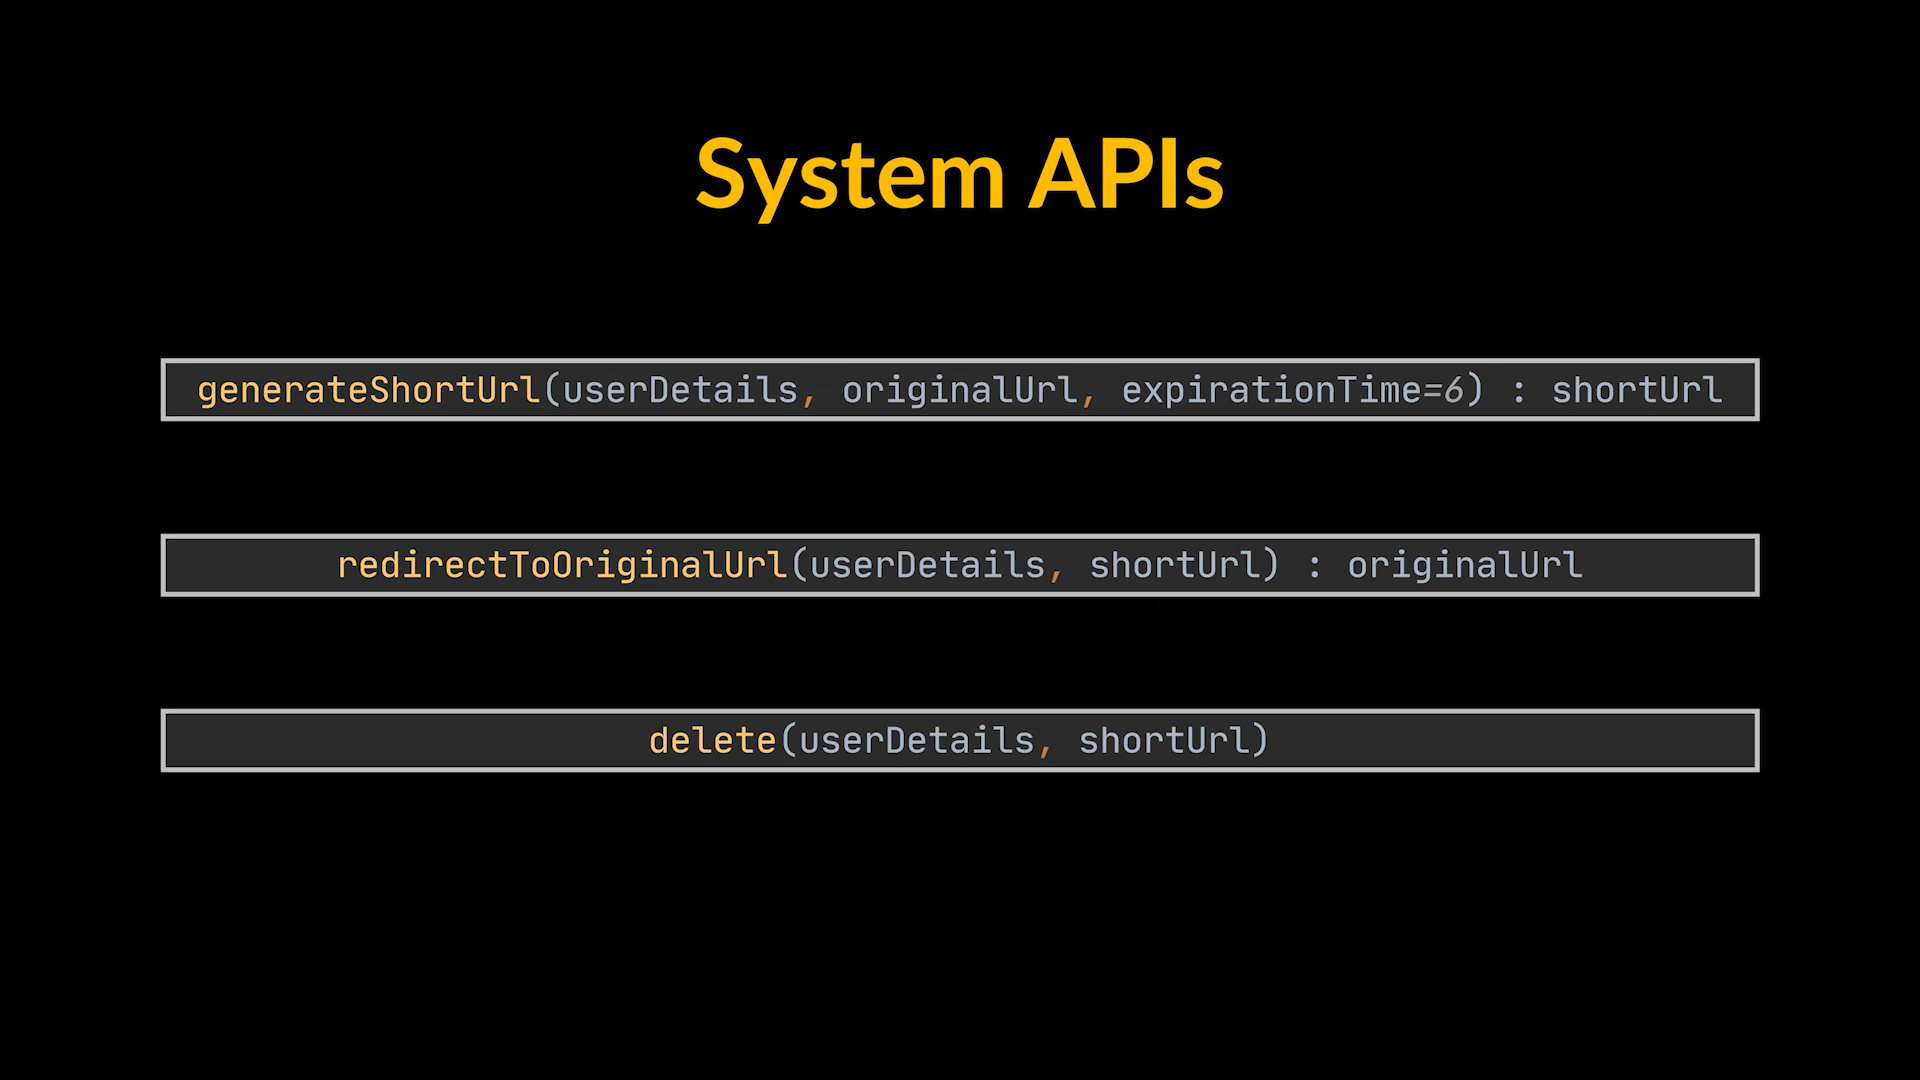 System APIs
generateShortUrl(userDetails, originalUrl, expirationTime=6) : shortUrl
redirectToOriginalUrl(userDetails, shortUrl) : originalUrl
delete(userDetails, shortUrl)